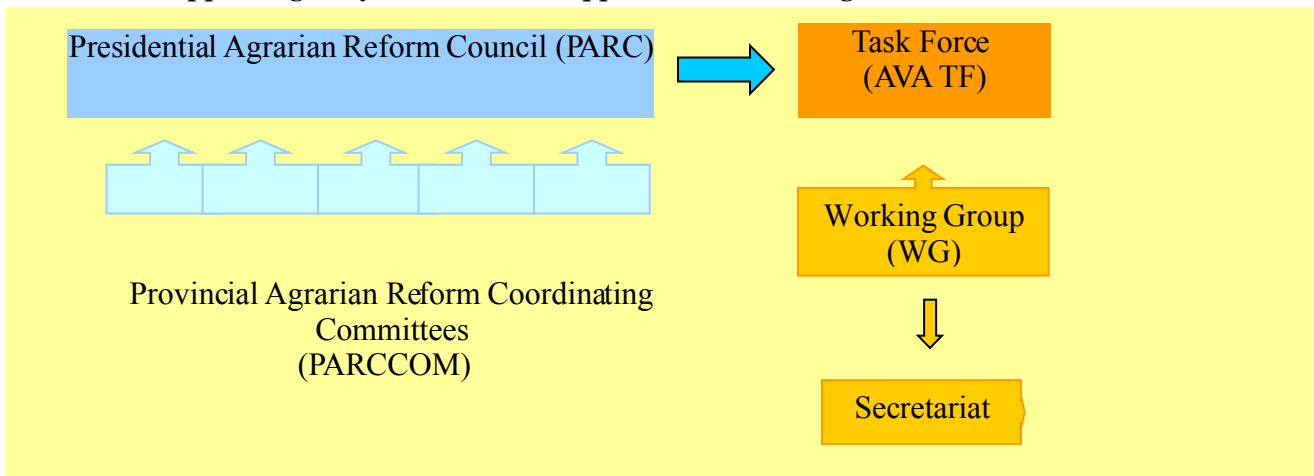 Presidential Agrarian Reform Council (PARC)
Task Force
(AVA TF)
Working Group
(WG)
Provincial Agrarian Reform Coordinating
Committees
(PARCCOM)
Secretariat